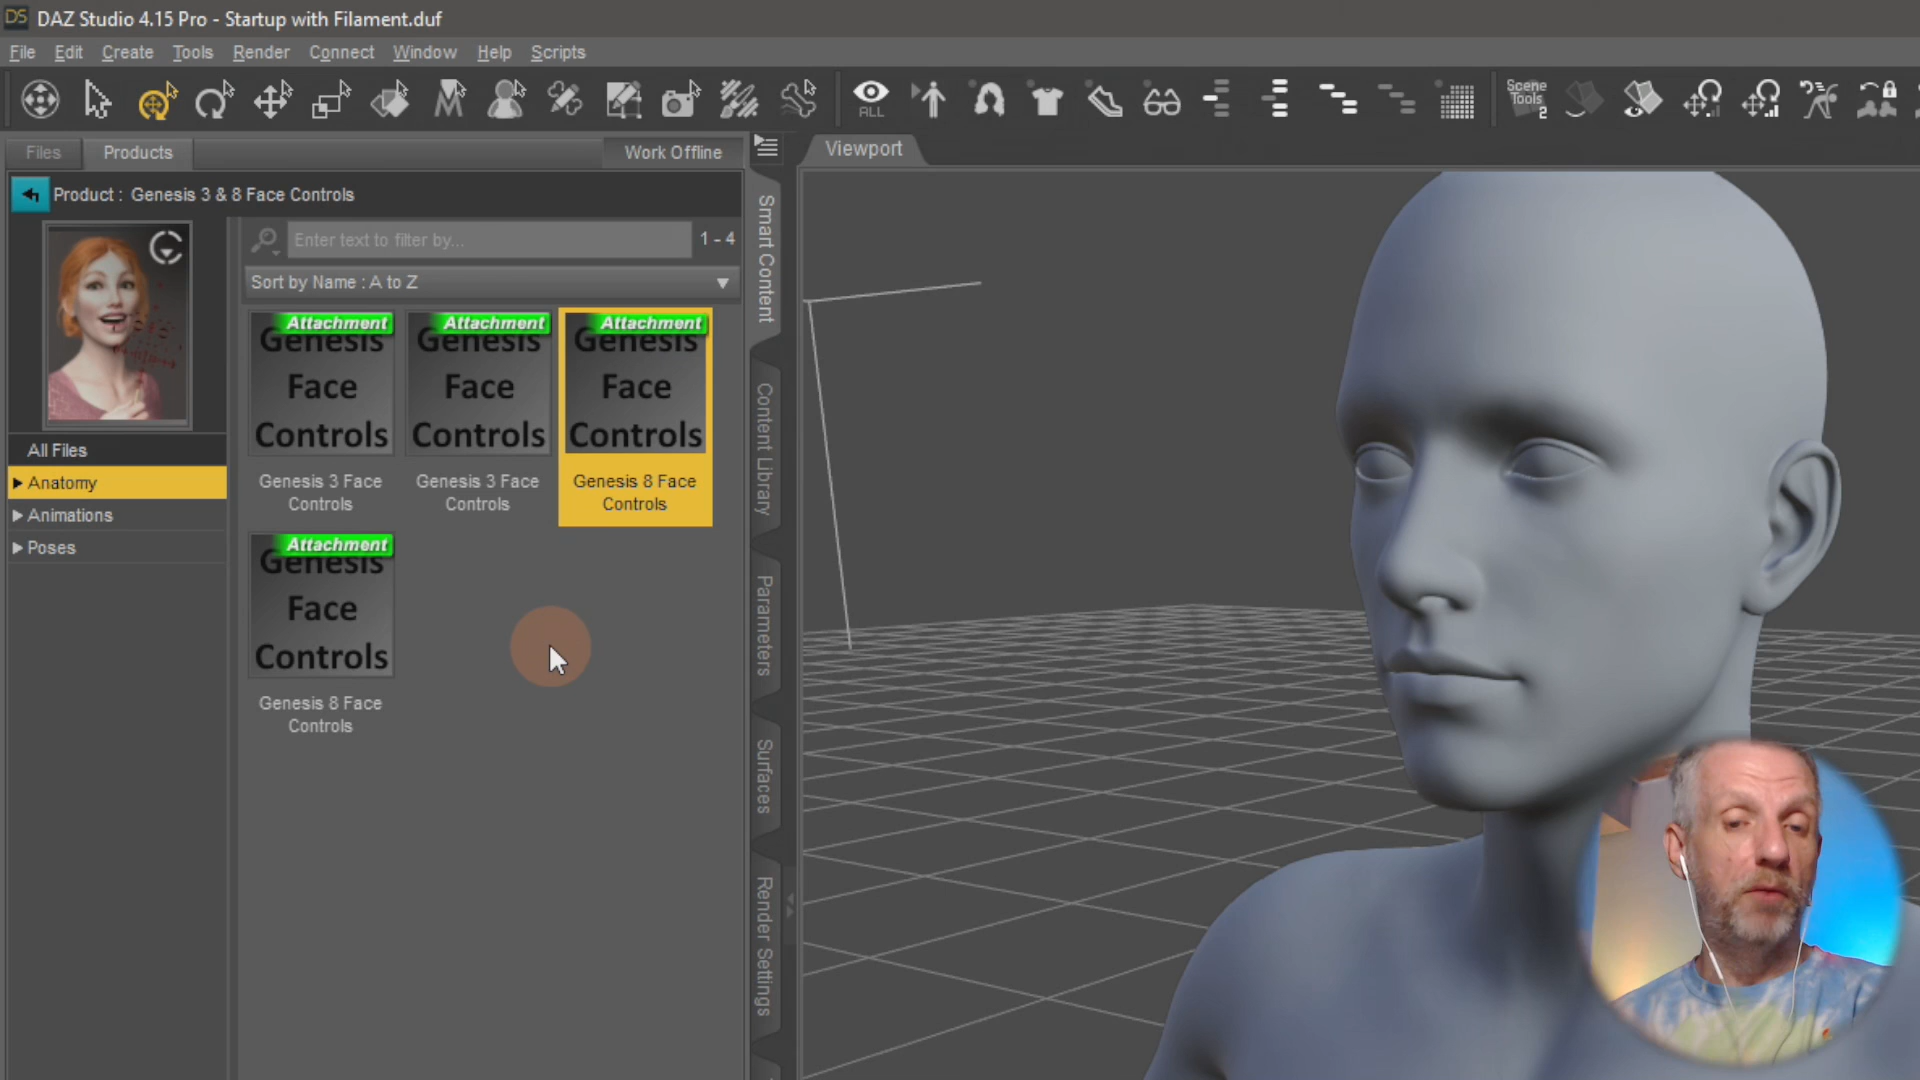 DS DAZ Studio 4.15 Pro - Startup with Filament.duf
File Edit Create Tools Render Connect Window Help Scripts
ALL
Scene
Tools
2
Files Products Work Offline
Viewport
Product : Genesis 3 & 8 Face Controls
Enter text to filter by... 1 - 4
Sort by Name : A to Z
All Files
Anatomy
Animations
Poses
Attachment
Genesis
Face
Controls
Genesis 3 Face
Controls
Attachment
Genesis
Face
Controls
Genesis 3 Face
Controls
Attachment
Genesis
Face
Controls
Genesis 8 Face
Controls
Attachment
Genesis
Face
Controls
Genesis 8 Face
Controls
Smart Content
Content Library
Parameters
Surfaces
Render Settings